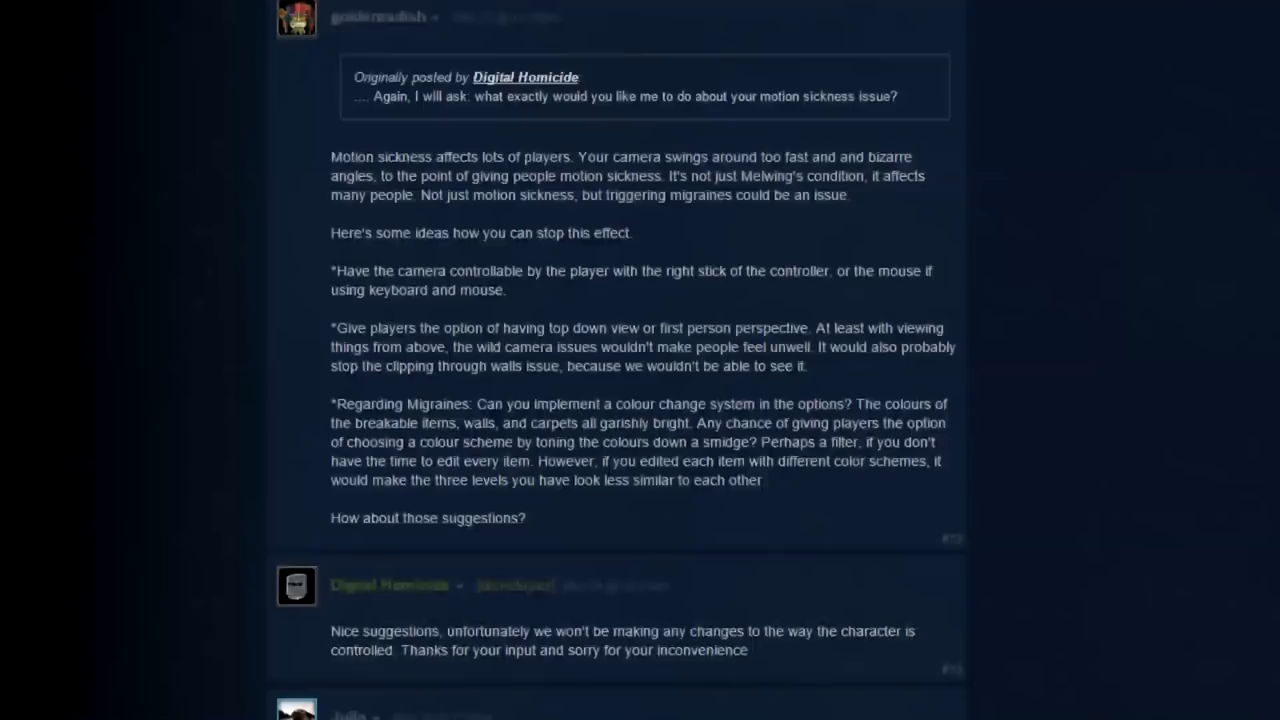 goldenradish
Originally posted by Digital Homicide
.... Again, I will ask: what exactly would you like me to do about your motion sickness issue?
Motion sickness affects lots of players. Your camera swings around too fast and and bizarre
angles, to the point of giving people motion sickness. It's not just Melwing's condition, it affects
many people. Not just motion sickness, but triggering migraines could be an issue.
Here's some ideas how you can stop this effect.
*Have the camera controllable by the player with the right stick of the controller, or the mouse if
using keyboard and mouse.
*Give players the option of having top down view or first person perspective. At least with viewing
things from above, the wild camera issues wouldn't make people feel unwell. It would also probably
stop the clipping through walls issue, because we wouldn't be able to see it.
*Regarding Migraines: Can you implement a colour change system in the options? The colours of
the breakable items, walls, and carpets all garishly bright. Any chance of giving players the option
of choosing a colour scheme by toning the colours down a smidge? Perhaps a filter, if you don't
have the time to edit every item. However, if you edited each item with different color schemes, it
would make the three levels you have look less similar to each other.
How about those suggestions?
Digital Homicide [developer]
Nice suggestions, unfortunately we won't be making any changes to the way the character is
controlled. Thanks for your input and sorry for your inconvenience